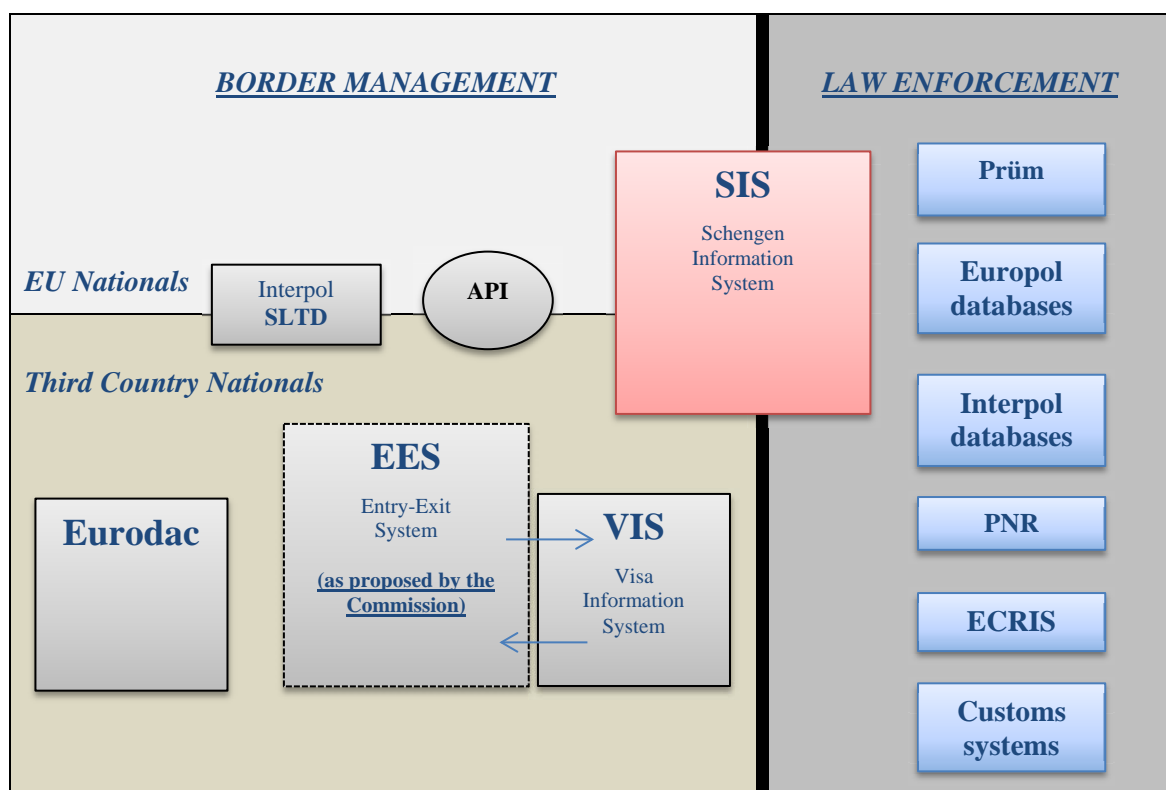 BORDER MANAGEMENT
LAW ENFORCEMENT
SIS
Schengen
Information
System
Prüm
EU Nationals
Interpol
SLTD
API
Europol
databases
Third Country Nationals
Interpol
databases
EES
Entry-Exit
System
(as proposed by the
Commission)
Eurodac
VIS
Visa
Information
System
PNR
ECRIS
Customs
systems